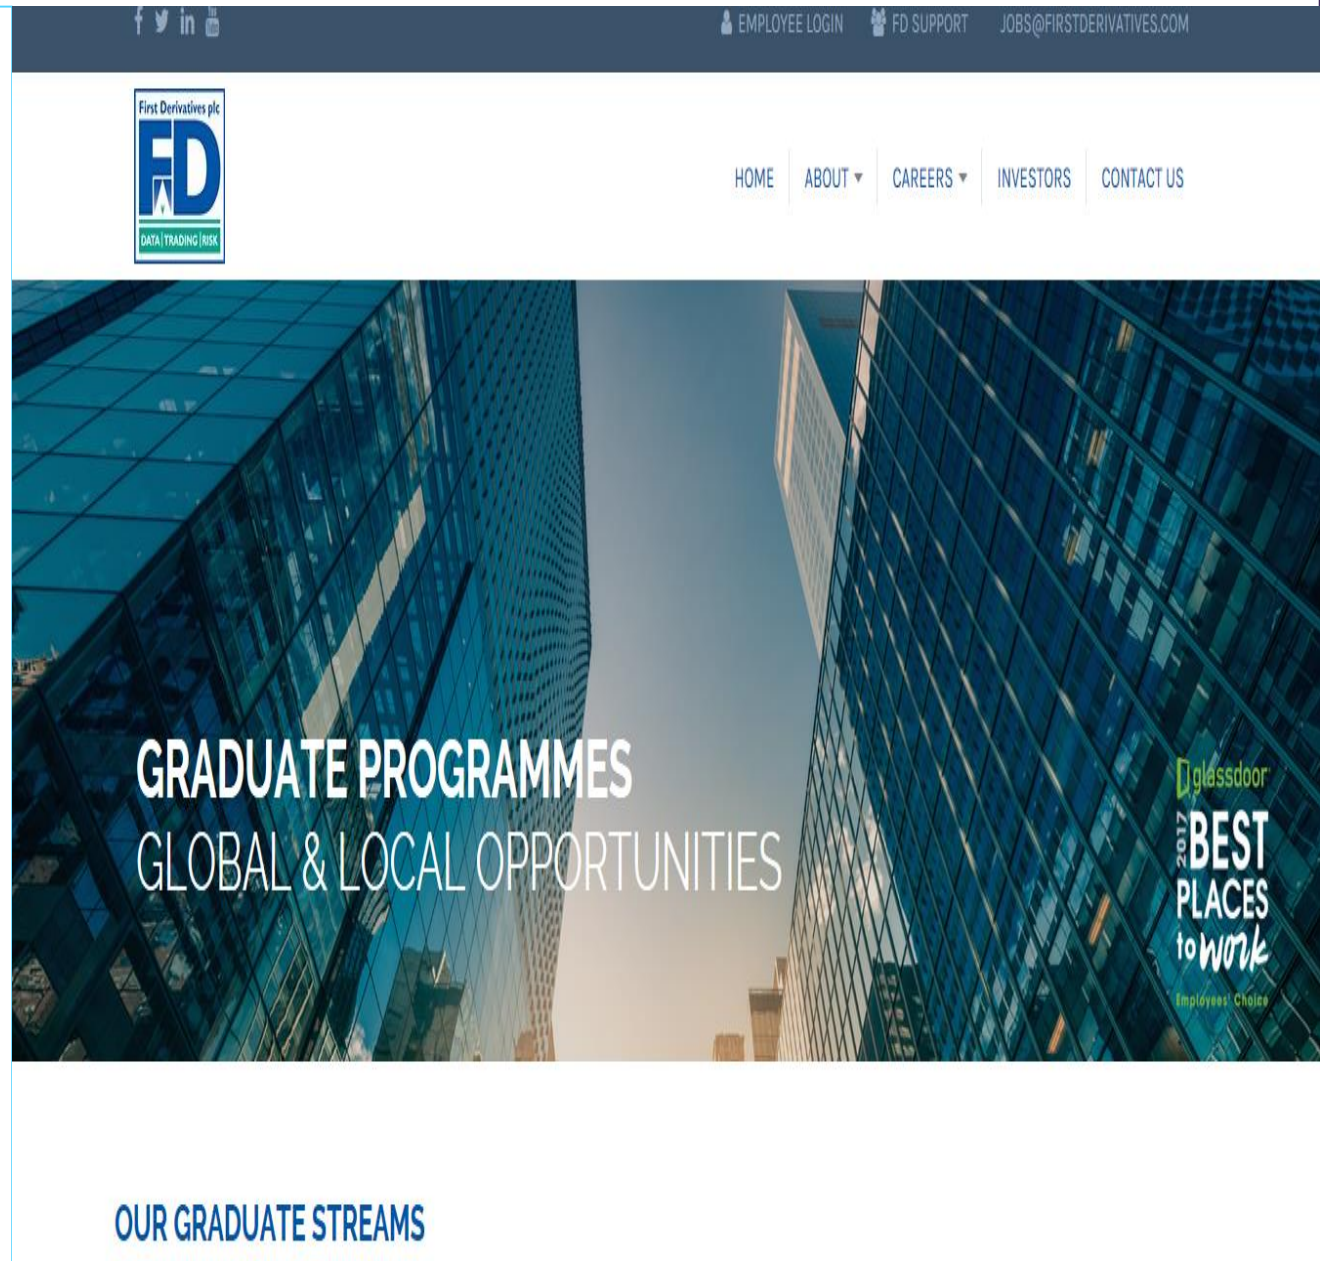 EMPLOYEE LOGIN FD SUPPORT JOBS@FIRSTDERIVATIVES.COM
First Derivatives plc
FD
DATA | TRADING | RISK
HOME ABOUT CAREERS INVESTORS CONTACT US
GRADUATE PROGRAMMES
GLOBAL & LOCAL OPPORTUNITIES
glassdoor
2017 BEST
PLACES
to work
Employees' Choice
OUR GRADUATE STREAMS